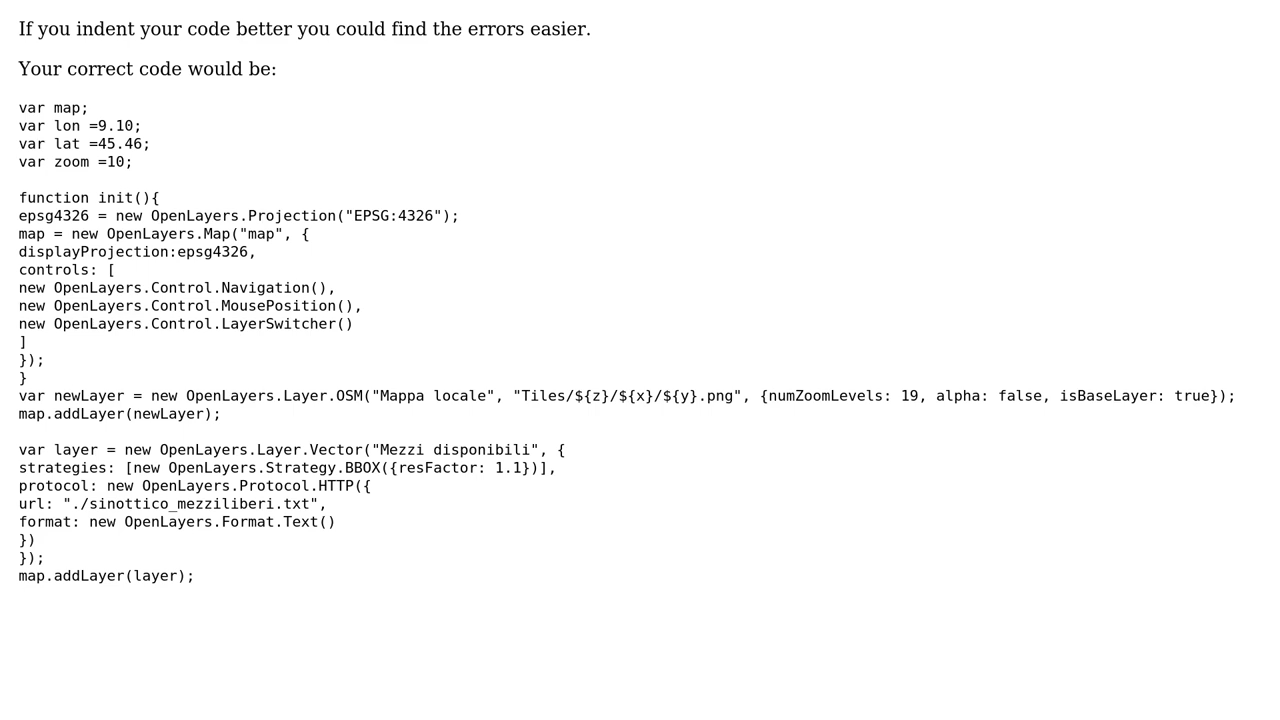 If you indent your code better you could find the errors easier.
Your correct code would be:
var map;
var lon =9.10;
var lat =45.46;
var zoom =10;
function init(){
epsg4326 = new OpenLayers.Projection("EPSG:4326");
map = new OpenLayers.Map("map", {
displayProjection:epsg4326,
controls: [
new OpenLayers.Control.Navigation(),
new OpenLayers.Control.MousePosition(),
new OpenLayers.Control.LayerSwitcher()
]
});
}
var newLayer = new OpenLayers.Layer.OSM("Mappa locale", "Tiles/${z}/${x}/${y}.png", {numZoomLevels: 19, alpha: false, isBaseLayer: true});
map.addLayer(newLayer);
var layer = new OpenLayers.Layer.Vector("Mezzi disponibili", {
strategies: [new OpenLayers.Strategy.BBOX({resFactor: 1.1})],
protocol: new OpenLayers.Protocol.HTTP({
url: "./sinottico_mezziliberi.txt",
format: new OpenLayers.Format.Text()
})
});
map.addLayer(layer);